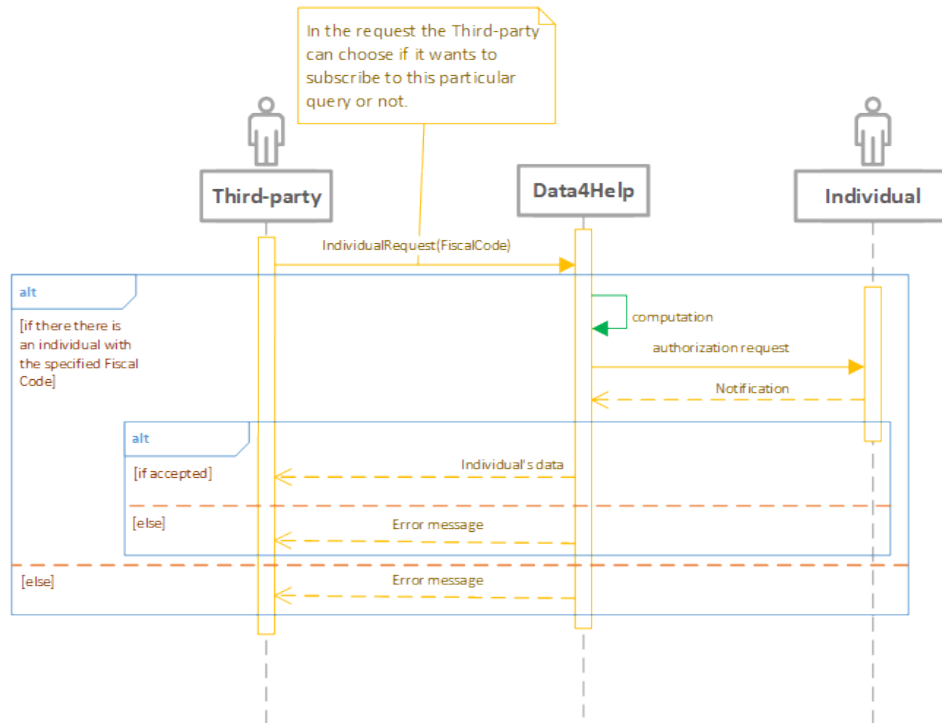 In the request the Third-party
can choose if it wants to
subscribe to this particular
query or not.
Third-party
Data4Help
Individual
IndividualRequest(FiscalCode)
alt
[if there there is
an individual with
the specified Fiscal
Code]
computation
authorization request
Notification
alt
[if accepted]
Individual's data
[else]
Error message
[else]
Error message